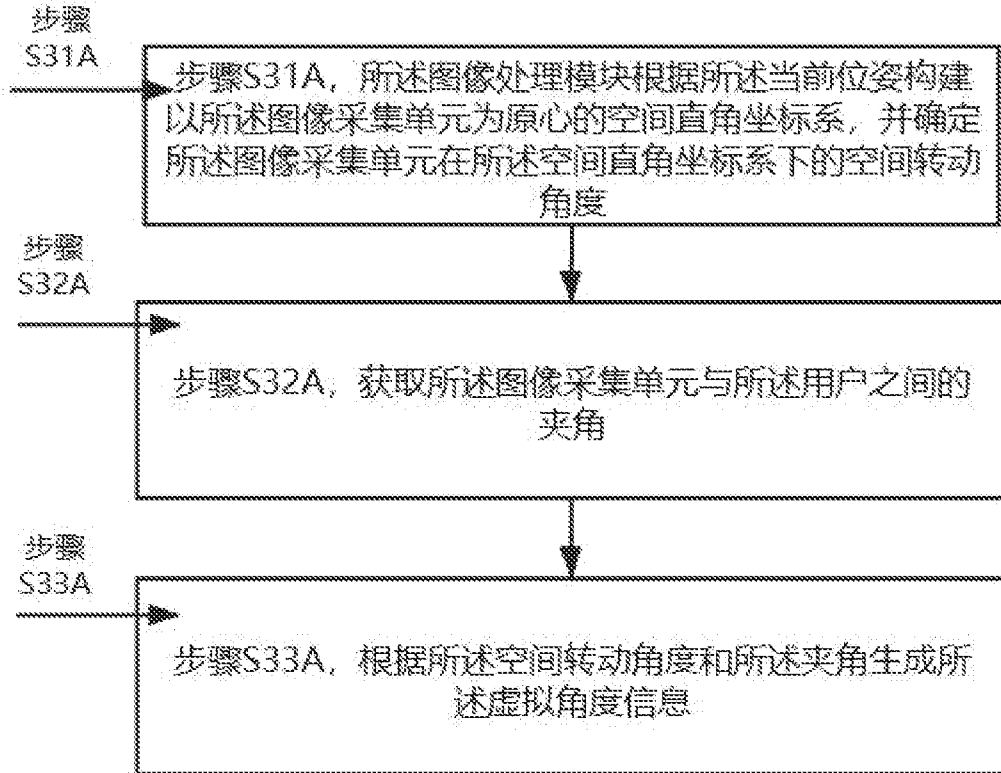 步骤
S31A
步骤S31A，所述图像处理模块根据所述当前位姿构建
以所述图像采集单元为原心的空间直角坐标系，并确定
所述图像采集单元在所述空间直角坐标系下的空间转动
角度
步骤
S32A
步骤S32A，获取所述图像采集单元与所述用户之间的
夹角
步骤
S33A
步骤S33A，根据所述空间转动角度和所述夹角生成所
述虚拟角度信息